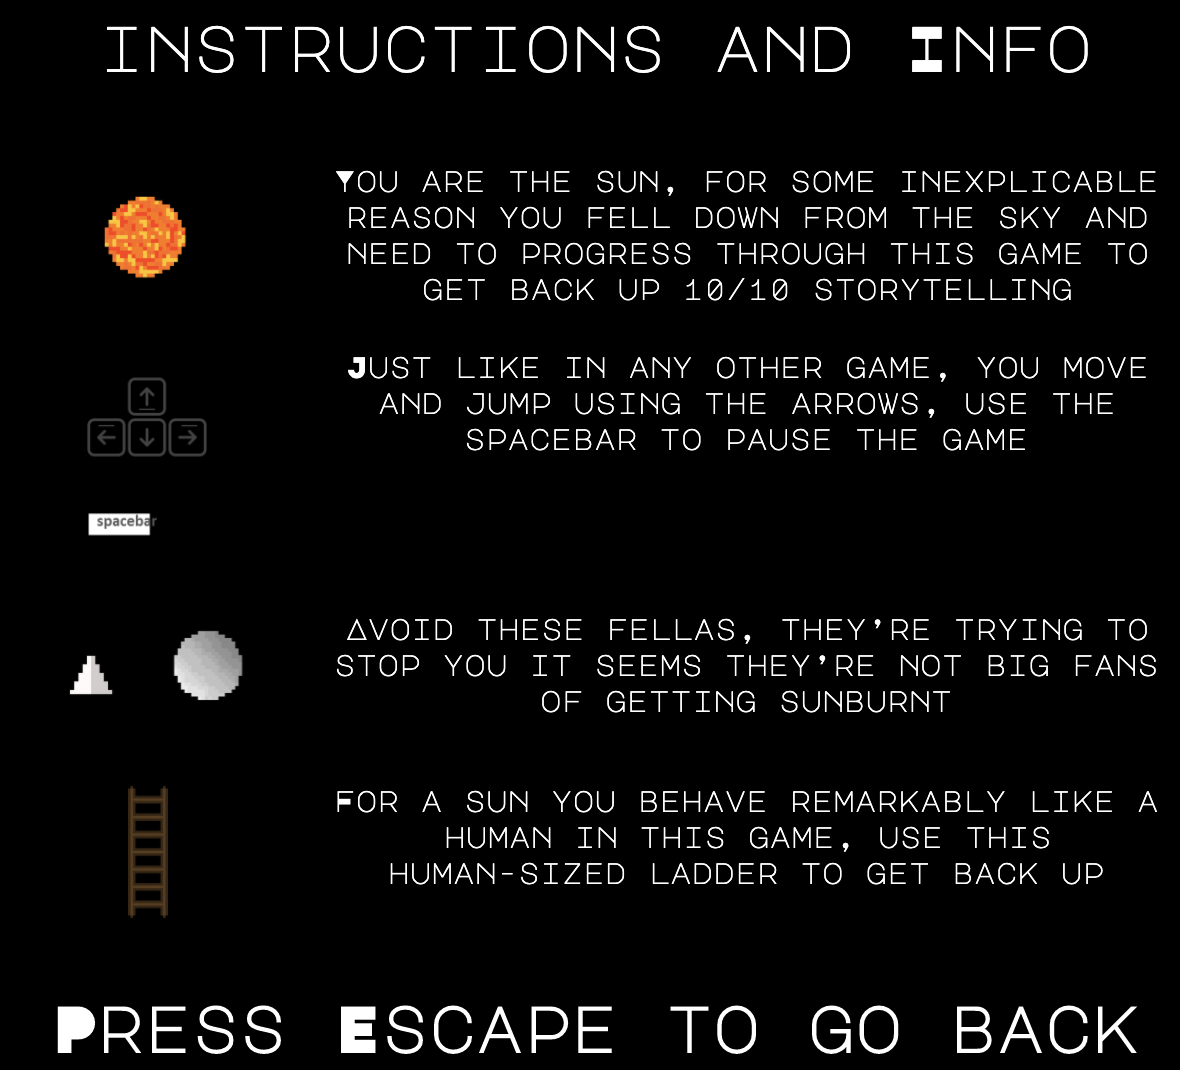 Instructions and Info
You are the sun, for some inexplicable
reason you fell down from the sky and
need to progress through this game to
get back up 10/10 storytelling
Just like in any other game, you move
and jump using the arrows, use the
spacebar to pause the game
spacebar
Avoid these fellas, they're trying to
stop you it seems they're not big fans
of getting sunburnt
For a sun you behave remarkably like a
human in this game, use this
human-sized ladder to get back up
Press Escape to go back